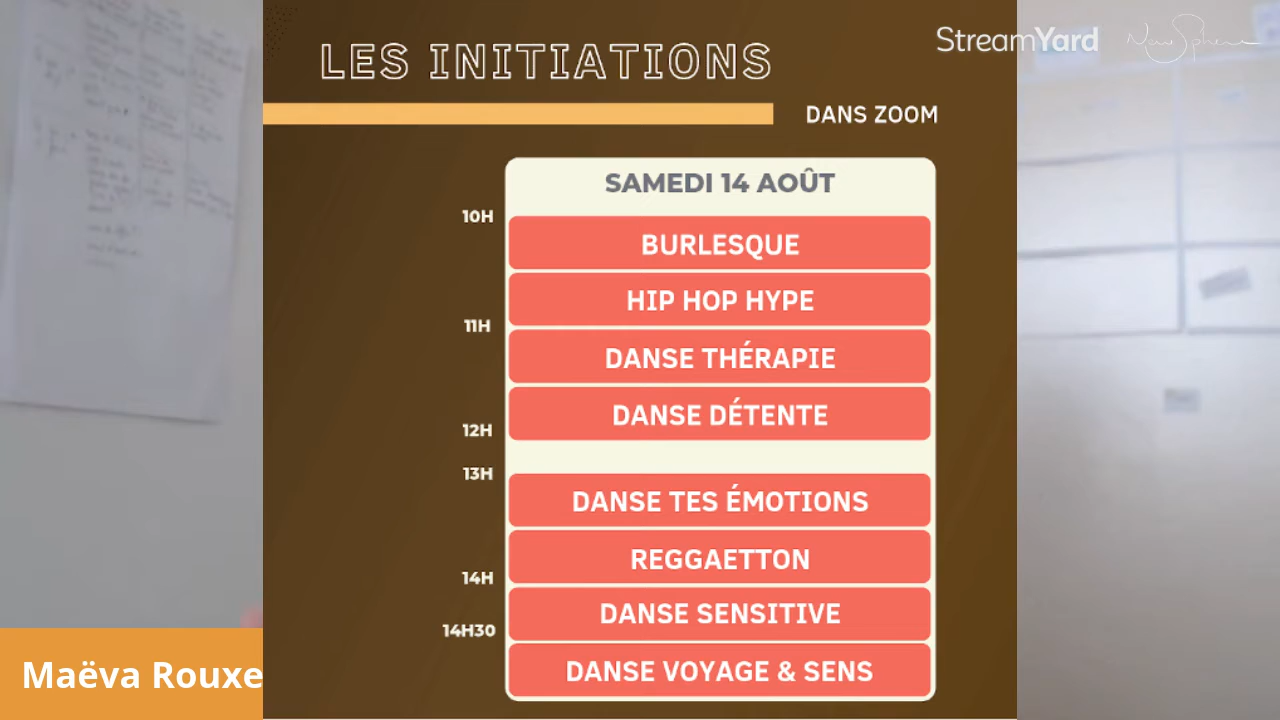 LES INITIATIONS
StreamYard
DANS ZOOM
SAMEDI 14 AOÛT
10H
BURLESQUE
HIP HOP HYPE
11H
DANSE THÉRAPIE
DANSE DÉTENTE
12H
13H
DANSE TES ÉMOTIONS
REGGAETTON
14H
DANSE SENSITIVE
14H30
DANSE VOYAGE & SENS
Maëva Rouxe